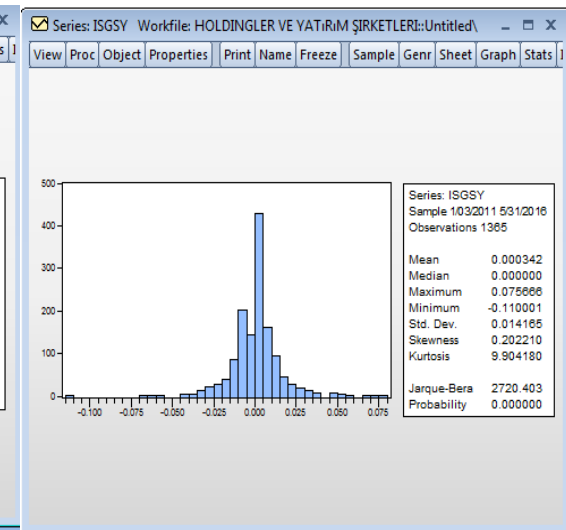 Series: ISGSY Workfile: HOLDINGLER VE YATıRıM ŞIRKETLERI::Untitled\
View Proc Object Properties Print Name Freeze Sample Genr Sheet Graph Stats
500
400
300
200
100
0
-0.100 -0.075 -0.050 -0.025 0.000 0.025 0.050 0.075
Series: ISGSY
Sample 1/03/2011 5/31/2016
Observations 1365
Mean 0.000342
Median 0.000000
Maximum 0.075666
Minimum -0.110001
Std. Dev. 0.014165
Skewness 0.202210
Kurtosis 9.904180
Jarque-Bera 2720.403
Probability 0.000000